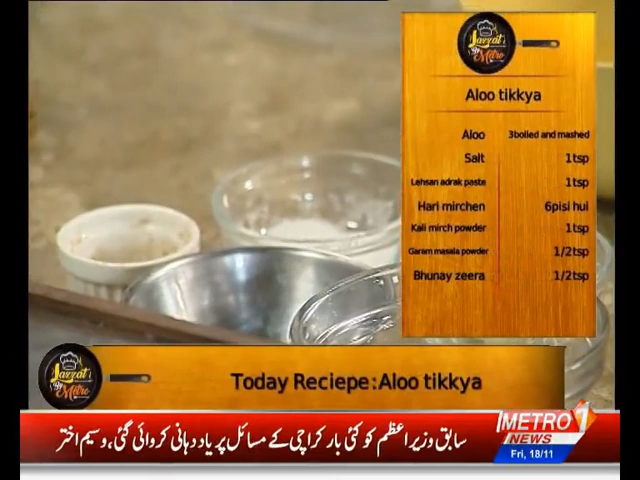 Lazzat
by
Metro
Aloo tikkya
Aloo 3boiled and mashed
Salt 1tsp
Lehsan adrak paste 1tsp
Hari mirchen 6pisi hui
Kali mirch powder 1tsp
Garam masala powder 1/2tsp
Bhunay zeera 1/2tsp
Lazzat
by
Metro
Today Reciepe:Aloo tikkya
سابق وزیراعظم کو کئی بار کراچی کے مسائل پر یاد دہانی کروائی گئی، وسیم اختر
METRO1
NEWS
Fri, 18/11